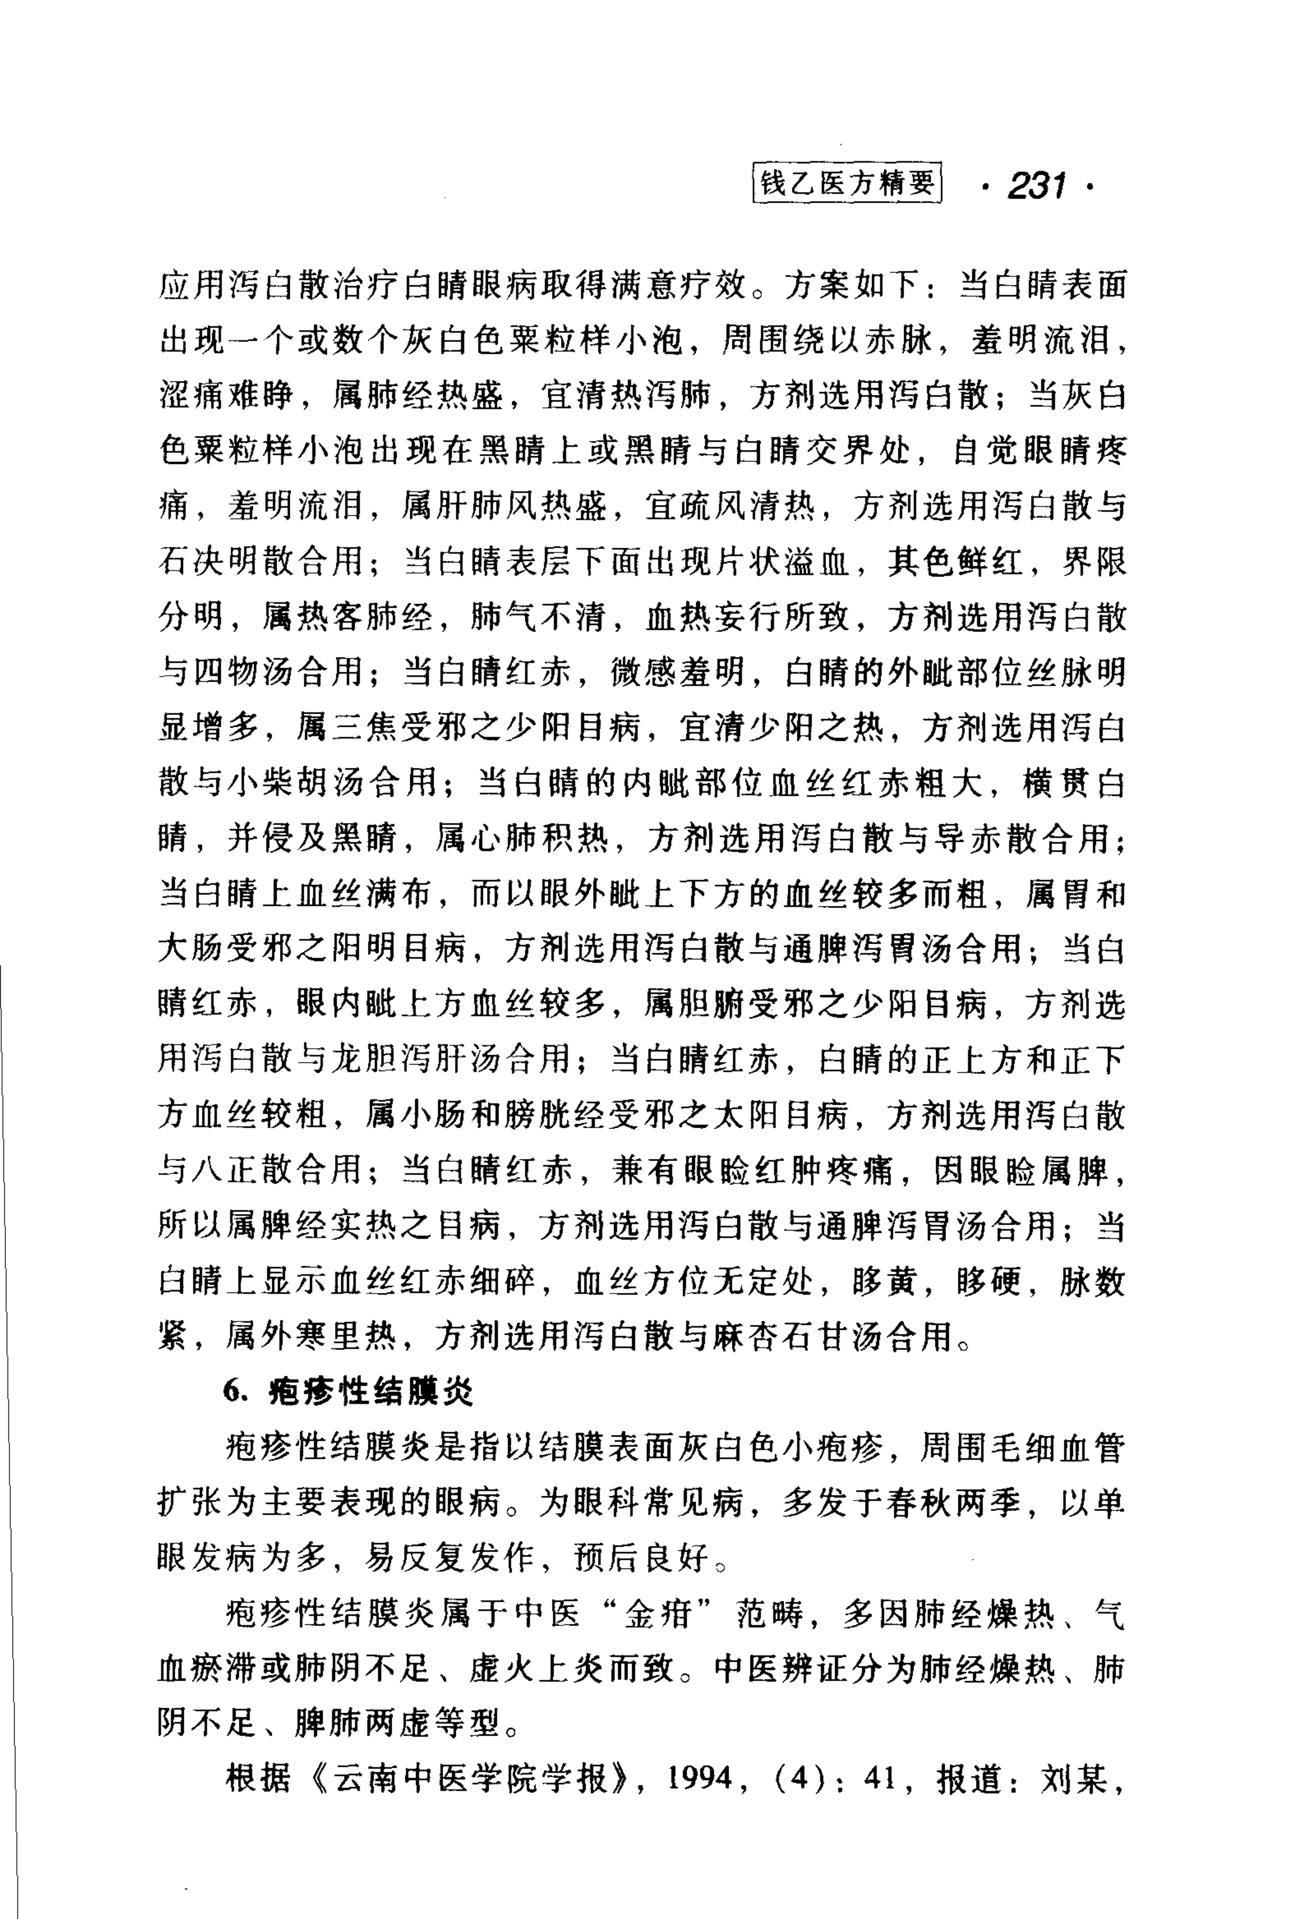 钱乙医方精要 · 231 ·
应用泻白散治疗白睛眼病取得满意疗效。方案如下：当白睛表面
出现一个或数个灰白色粟粒样小泡，周围绕以赤脉，羞明流泪，
涩痛难睁，属肺经热盛，宜清热泻肺，方剂选用泻白散；当灰白
色粟粒样小泡出现在黑睛上或黑睛与白睛交界处，自觉眼睛疼
痛，羞明流泪，属肝肺风热盛，宜疏风清热，方剂选用泻白散与
石决明散合用；当白睛表层下面出现片状溢血，其色鲜红，界限
分明，属热客肺经，肺气不清，血热妄行所致，方剂选用泻白散
与四物汤合用；当白睛红赤，微感羞明，白睛的外眦部位丝脉明
显增多，属三焦受邪之少阳目病，宜清少阳之热，方剂选用泻白
散与小柴胡汤合用；当白睛的内眦部位血丝红赤粗大，横贯白
睛，并侵及黑睛，属心肺积热，方剂选用泻白散与导赤散合用；
当白睛上血丝满布，而以眼外眦上下方的血丝较多而粗，属胃和
大肠受邪之阳明目病，方剂选用泻白散与通脾泻胃汤合用；当白
睛红赤，眼内眦上方血丝较多，属胆腑受邪之少阳目病，方剂选
用泻白散与龙胆泻肝汤合用；当白睛红赤，白睛的正上方和正下
方血丝较粗，属小肠和膀胱经受邪之太阳目病，方剂选用泻白散
与八正散合用；当白睛红赤，兼有眼睑红肿疼痛，因眼睑属脾，
所以属脾经实热之目病，方剂选用泻白散与通脾泻胃汤合用；当
白睛上显示血丝红赤细碎，血丝方位无定处，眵黄，眵硬，脉数
紧，属外寒里热，方剂选用泻白散与麻杏石甘汤合用。
6. 疱疹性结膜炎
疱疹性结膜炎是指以结膜表面灰白色小疱疹，周围毛细血管
扩张为主要表现的眼病。为眼科常见病，多发于春秋两季，以单
眼发病为多，易反复发作，预后良好。
疱疹性结膜炎属于中医“金疳”范畴，多因肺经燥热、气
血瘀滞或肺阴不足、虚火上炎而致。中医辨证分为肺经燥热、肺
阴不足、脾肺两虚等型。
根据《云南中医学院学报》，1994，（4）：41，报道：刘某，